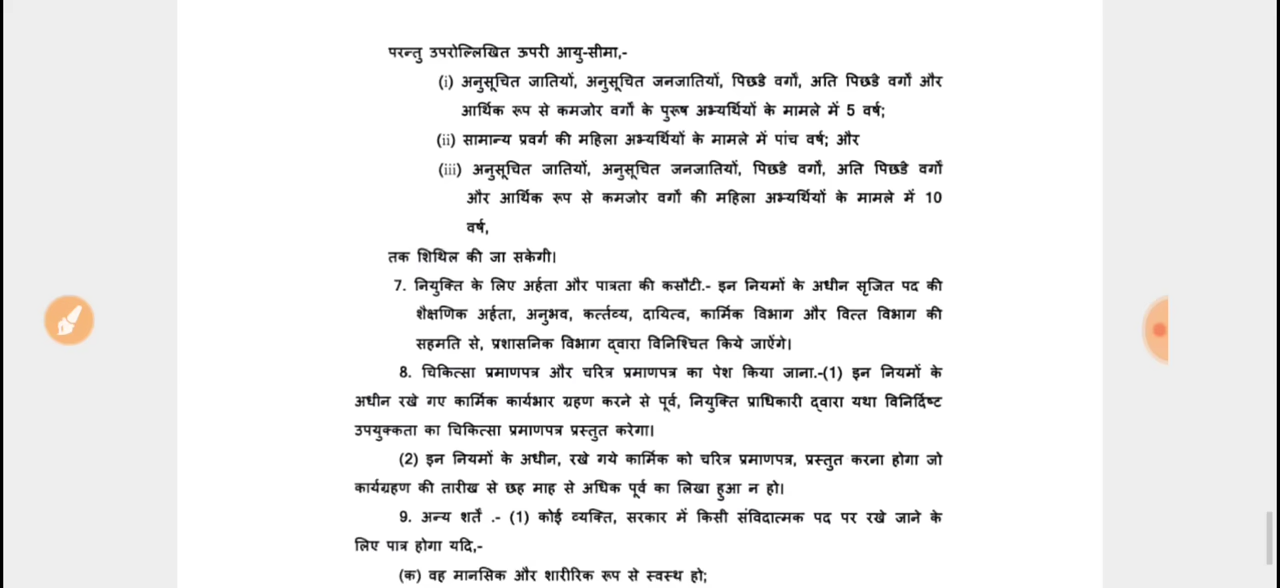 परन्तु उपरोल्लिखित ऊपरी आयु-सीमा,-
(i) अनुसूचित जातियों, अनुसूचित जनजातियों, पिछडे वर्गों, अति पिछडे वर्गों और
आर्थिक रूप से कमजोर वर्गों के पुरूष अभ्यर्थियों के मामले में 5 वर्ष;
(ii) सामान्य प्रवर्ग की महिला अभ्यर्थियों के मामले में पांच वर्ष; और
(iii) अनुसूचित जातियों, अनुसूचित जनजातियों, पिछडे वर्गों, अति पिछडे वर्गों
और आर्थिक रूप से कमजोर वर्गों की महिला अभ्यर्थियों के मामले में 10
वर्ष,
तक शिथिल की जा सकेगी।
7. नियुक्ति के लिए अर्हता और पात्रता की कसौटी.- इन नियमों के अधीन सृजित पद की
शैक्षणिक अर्हता, अनुभव, कर्त्तव्य, दायित्व, कार्मिक विभाग और वित्त विभाग की
सहमति से, प्रशासनिक विभाग द्वारा विनिश्चित किये जाऐंगे।
8. चिकित्सा प्रमाणपत्र और चरित्र प्रमाणपत्र का पेश किया जाना.-(1) इन नियमों के
अधीन रखे गए कार्मिक कार्यभार ग्रहण करने से पूर्व, नियुक्ति प्राधिकारी द्वारा यथा विनिर्दिष्ट
उपयुक्कता का चिकित्सा प्रमाणपत्र प्रस्तुत करेगा।
(2) इन नियमों के अधीन, रखे गये कार्मिक को चरित्र प्रमाणपत्र, प्रस्तुत करना होगा जो
कार्यग्रहण की तारीख से छह माह से अधिक पूर्व का लिखा हुआ न हो।
9. अन्य शर्तें .- (1) कोई व्यक्ति, सरकार में किसी संविदात्मक पद पर रखे जाने के
लिए पात्र होगा यदि,-
(क) वह मानसिक और शारीरिक रूप से स्वस्थ हो;